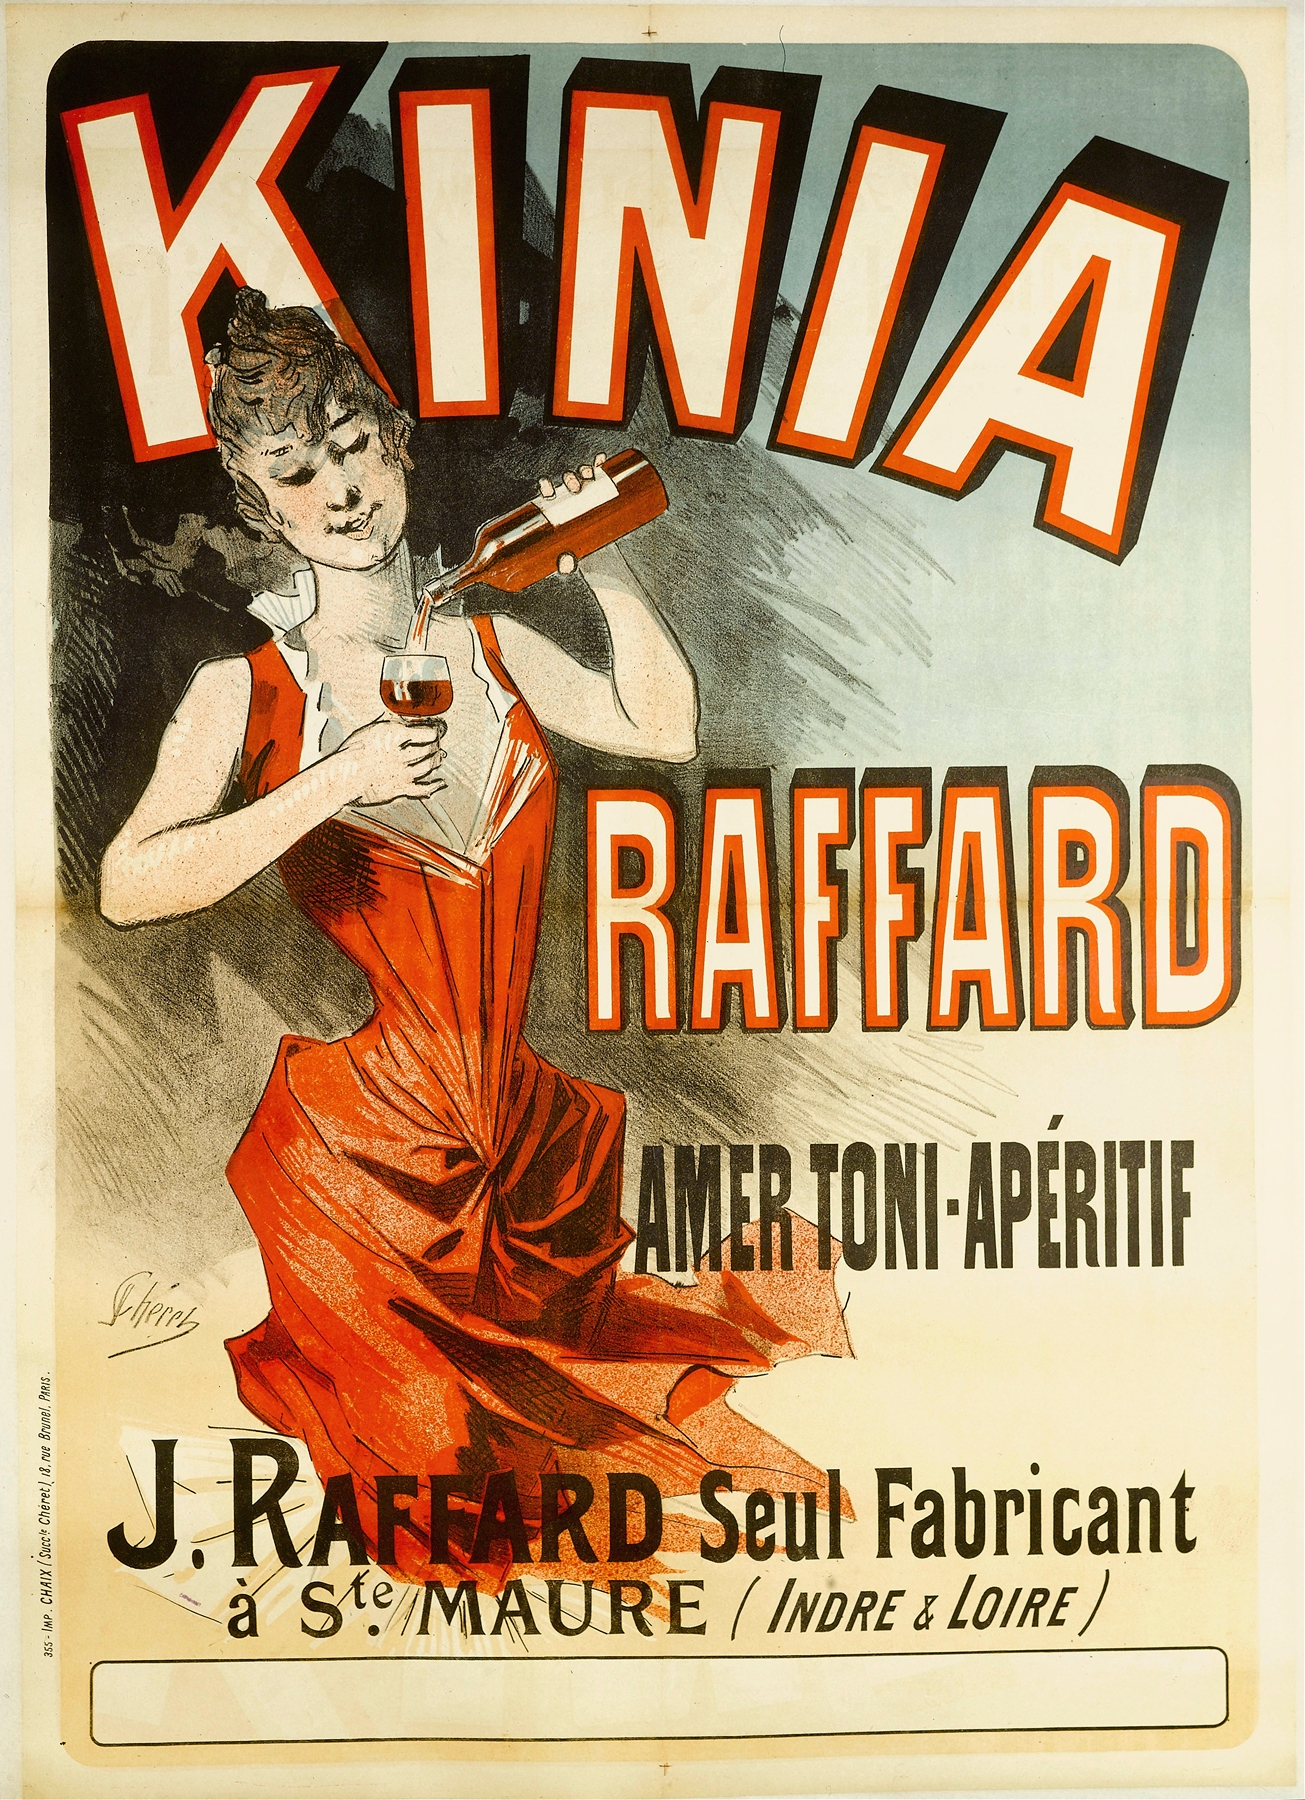 KINIA
RAFFARD
AMER TONI-APÉRITIF
JChéret
J. RAFFARD Seul Fabricant
à Ste. MAURE (INDRE & LOIRE)
355 - IMP. CHAIX (Succle Chéret), 18, rue Brunel, PARIS.